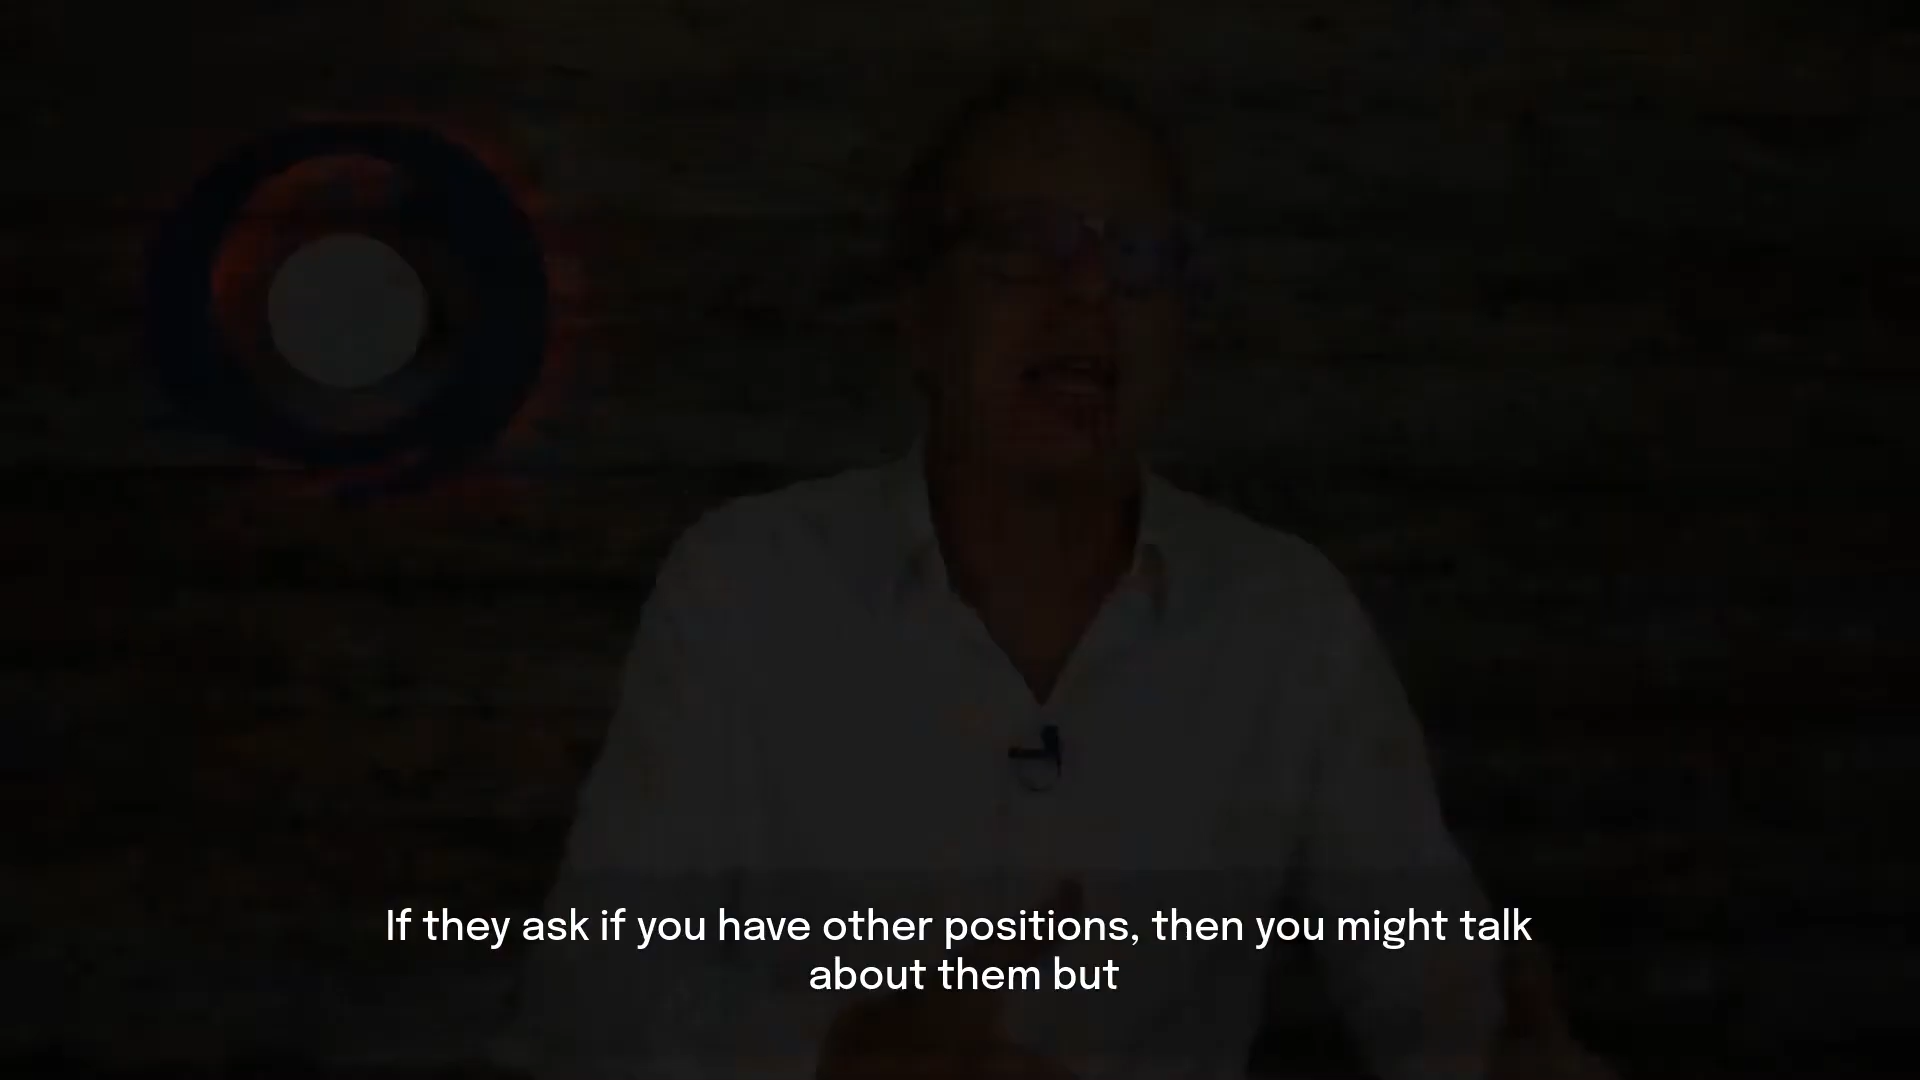 If they ask if you have other positions, then you might talk
about them but